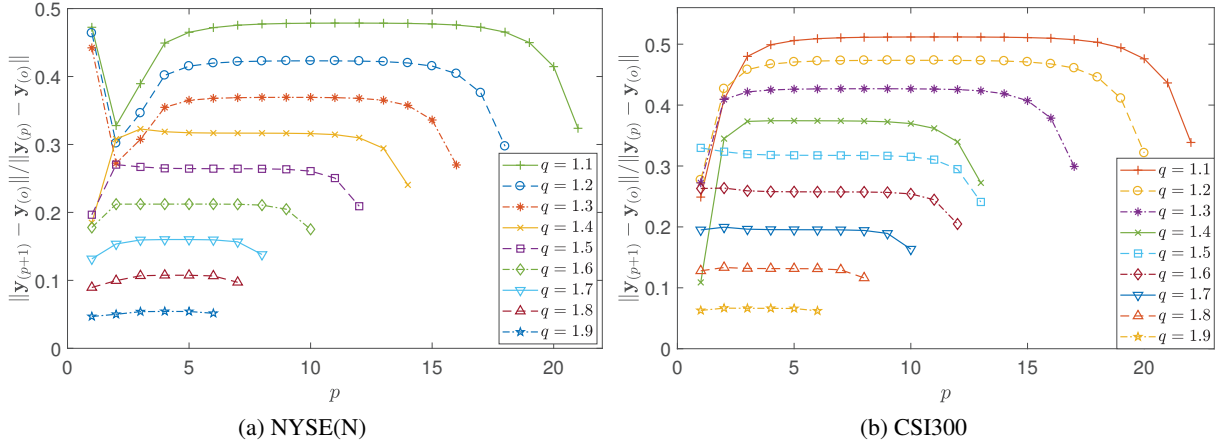 0.5
0.4
0.3
0.2
0.1
0
0 5 10 15 20
p
||y(p+1) − y(o)||/||y(p) − y(o)||
q = 1.1
q = 1.2
q = 1.3
q = 1.4
q = 1.5
q = 1.6
q = 1.7
q = 1.8
q = 1.9
(a) NYSE(N)
0.5
0.4
0.3
0.2
0.1
0
0 5 10 15 20
p
||y(p+1) − y(o)||/||y(p) − y(o)||
q = 1.1
q = 1.2
q = 1.3
q = 1.4
q = 1.5
q = 1.6
q = 1.7
q = 1.8
q = 1.9
(b) CSI300